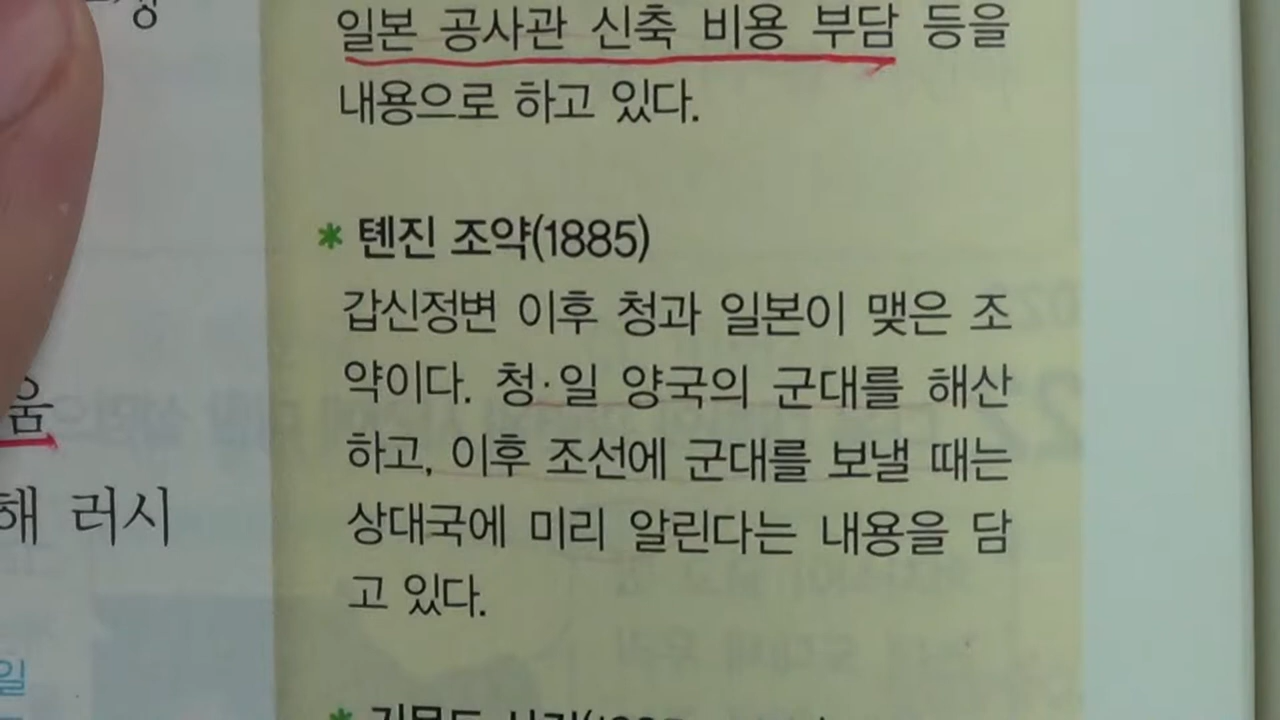 일본 공사관 신축 비용 부담 등을
내용으로 하고 있다.
* 톈진 조약(1885)
갑신정변 이후 청과 일본이 맺은 조
약이다. 청·일 양국의 군대를 해산
하고, 이후 조선에 군대를 보낼 때는
상대국에 미리 알린다는 내용을 담
고 있다.
움
해 러시
일